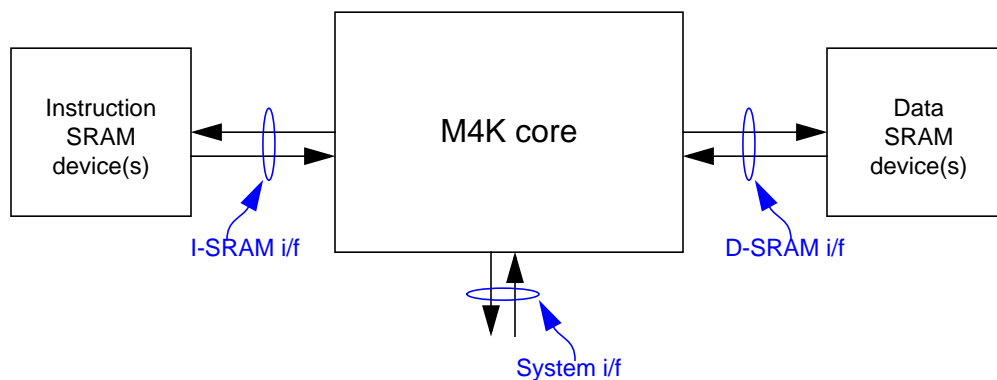 Instruction
SRAM
device(s)
M4K core
Data
SRAM
device(s)
I-SRAM i/f
D-SRAM i/f
System i/f